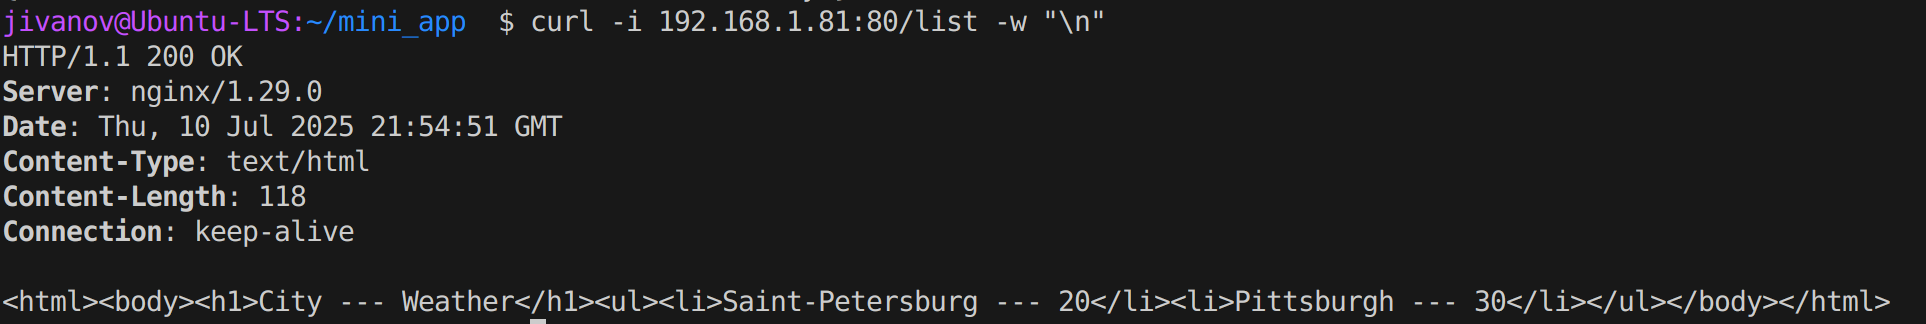 jivanov@Ubuntu-LTS:~/mini_app  $ curl -i 192.168.1.81:80/list -w "\n"
HTTP/1.1 200 OK
Server: nginx/1.29.0
Date: Thu, 10 Jul 2025 21:54:51 GMT
Content-Type: text/html
Content-Length: 118
Connection: keep-alive

<html><body><h1>City --- Weather</h1><ul><li>Saint-Petersburg --- 20</li><li>Pittsburgh --- 30</li></ul></body></html>